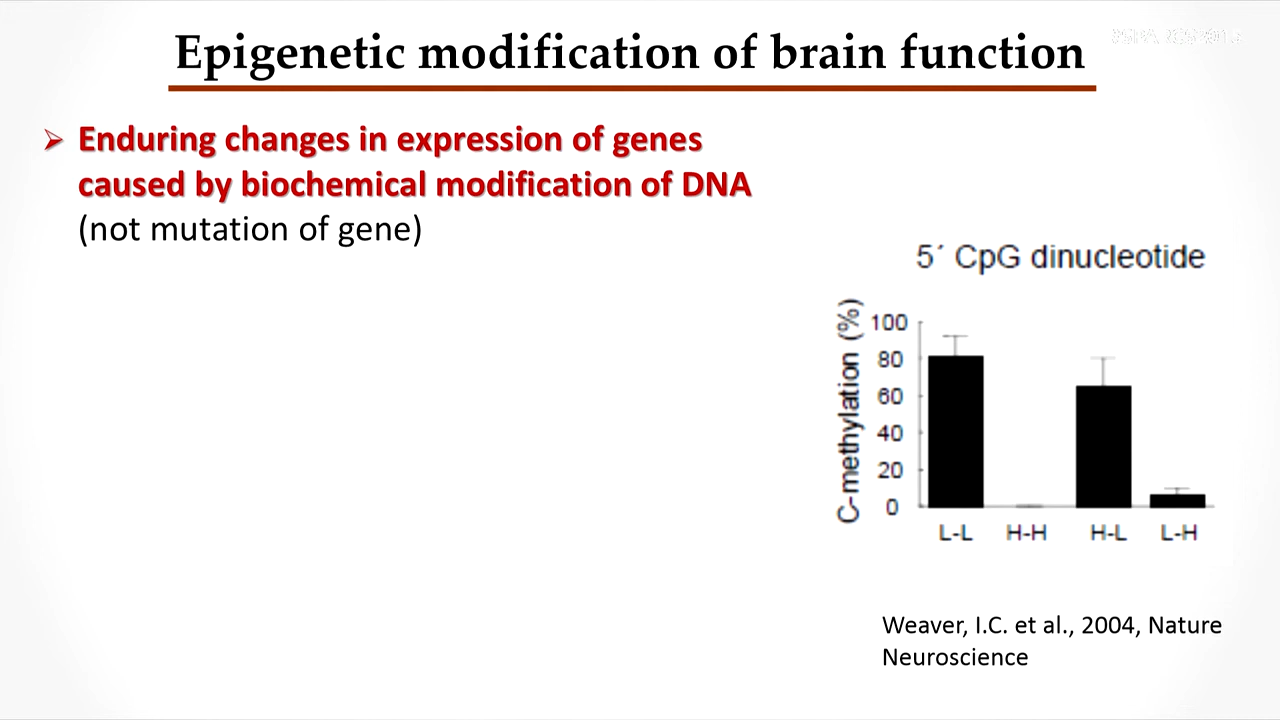 Epigenetic modification of brain function
➢ Enduring changes in expression of genes
caused by biochemical modification of DNA
(not mutation of gene)
5´ CpG dinucleotide
C-methylation (%)
100
80
60
40
20
0
L-L H-H H-L L-H
Weaver, I.C. et al., 2004, Nature
Neuroscience